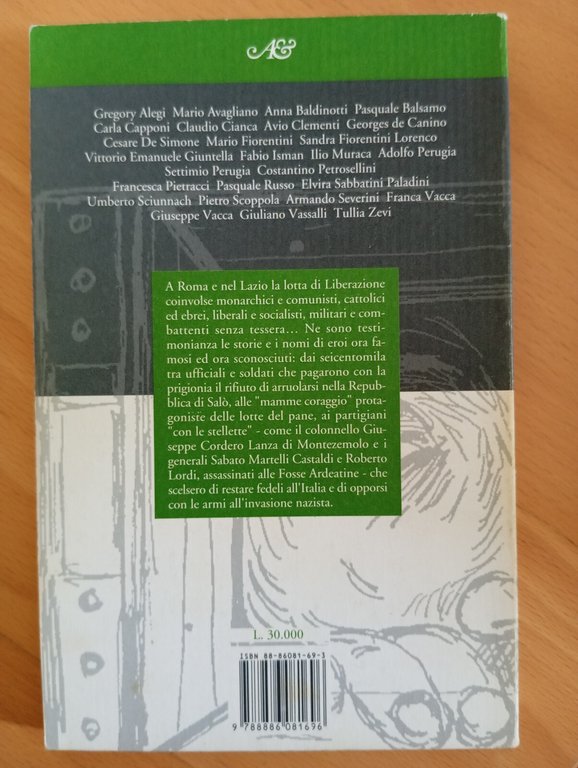 A&
Gregory Alegi Mario Avagliano Anna Baldinotti Pasquale Balsamo
Carla Capponi Claudio Cianca Avio Clementi Georges de Canino
Cesare De Simone Mario Fiorentini Sandra Fiorentini Lorenco
Vittorio Emanuele Giuntella Fabio Isman Ilio Muraca Adolfo Perugia
Settimio Perugia Costantino Petrosellini
Francesca Pietracci Pasquale Russo Elvira Sabbatini Paladini
Umberto Sciunnach Pietro Scoppola Armando Severini Franca Vacca
Giuseppe Vacca Giuliano Vassalli Tullia Zevi
A Roma e nel Lazio la lotta di Liberazione
coinvolse monarchici e comunisti, cattolici
ed ebrei, liberali e socialisti, militari e com-
battenti senza tessera... Ne sono testi-
monianza le storie e i nomi di eroi ora fa-
mosi ed ora sconosciuti: dai seicentomila
tra ufficiali e soldati che pagarono con la
prigionia il rifiuto di arruolarsi nella Repub-
blica di Salò, alle "mamme coraggio" prota-
goniste delle lotte del pane, ai partigiani
"con le stellette" - come il colonnello Giu-
seppe Cordero Lanza di Montezemolo e i
generali Sabato Martelli Castaldi e Roberto
Lordi, assassinati alle Fosse Ardeatine - che
scelsero di restare fedeli all'Italia e di opporsi
con le armi all'invasione nazista.
L. 30.000
ISBN 88-86081-69-3
9 788886 081696